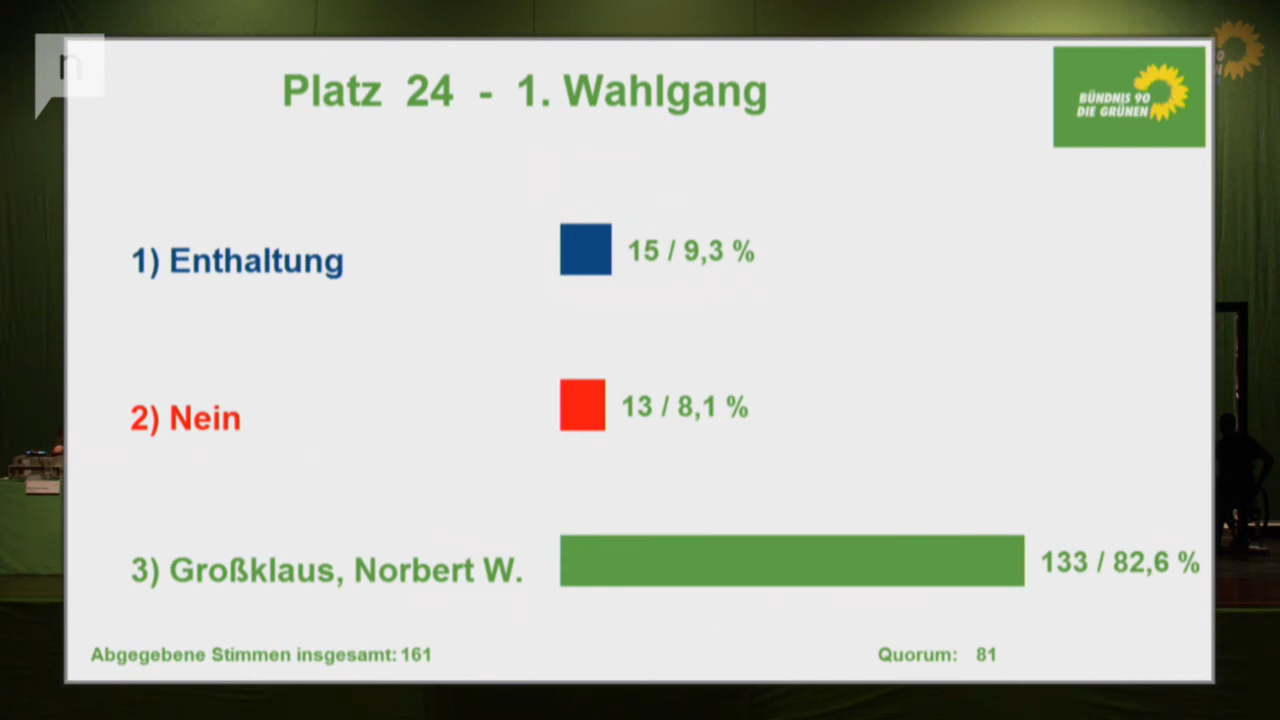 n
Platz 24 - 1. Wahlgang
BÜNDNIS 90
DIE GRÜNEN
1) Enthaltung
15 / 9,3 %
2) Nein
13 / 8,1 %
3) Großklaus, Norbert W.
133 / 82,6 %
Abgegebene Stimmen insgesamt: 161
Quorum: 81